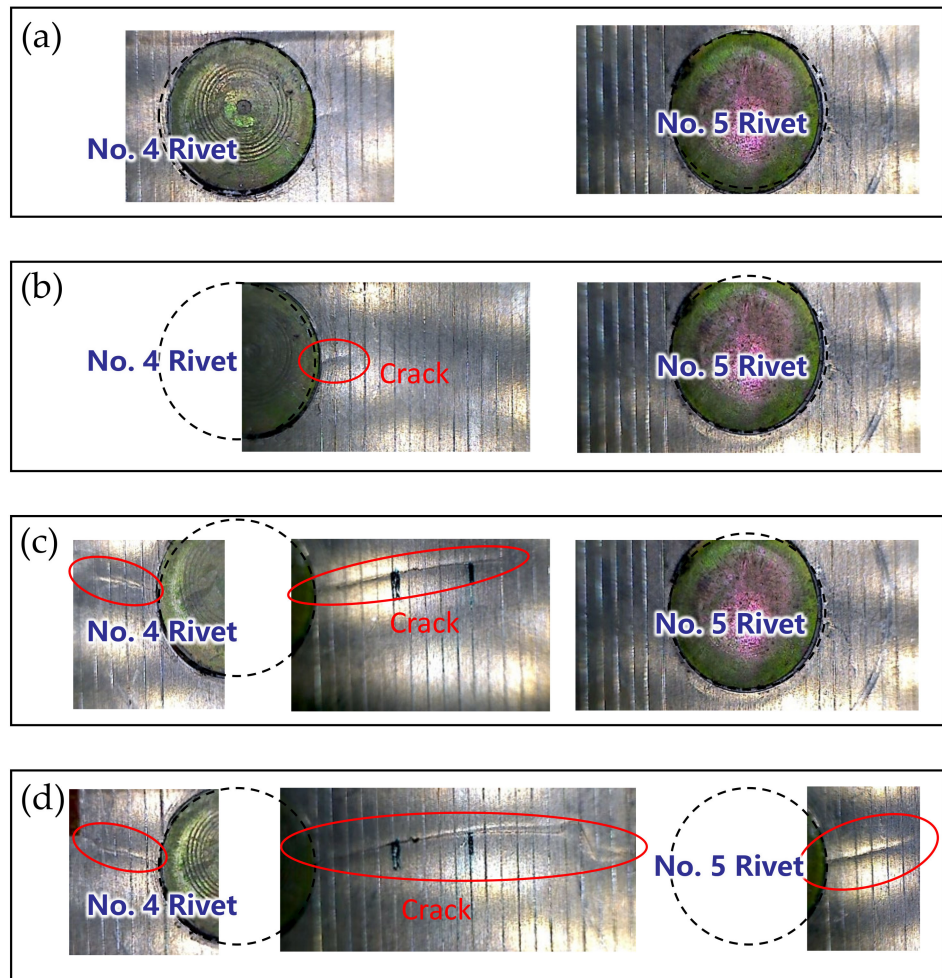 (a)
No. 4 Rivet
No. 5 Rivet
(b)
No. 4 Rivet
Crack
No. 5 Rivet
(c)
No. 4 Rivet
Crack
No. 5 Rivet
(d)
No. 4 Rivet
Crack
No. 5 Rivet